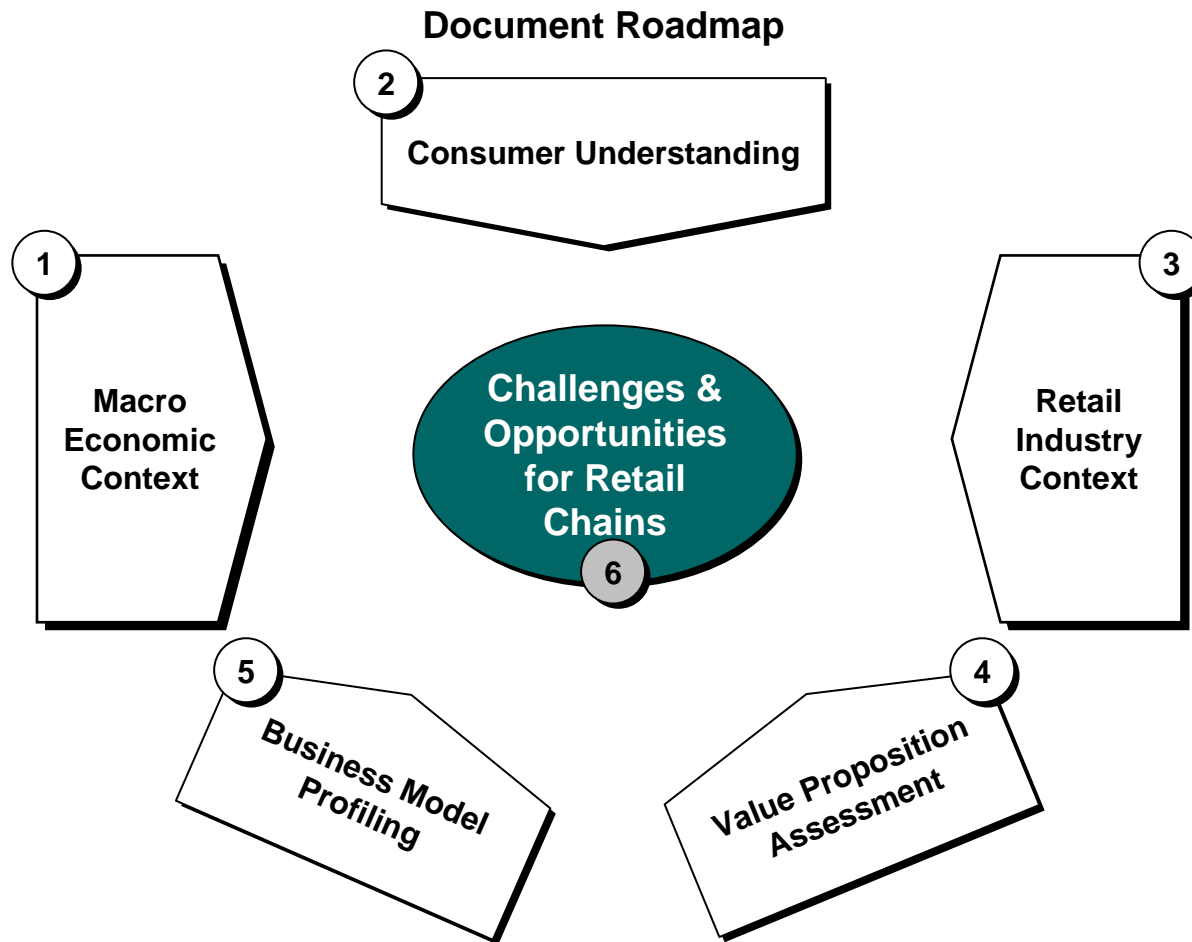 Document Roadmap
2
Consumer Understanding
1
Macro
Economic
Context
3
Retail
Industry
Context
Challenges &
Opportunities
for Retail
Chains
6
5
Business Model
Profiling
4
Value Proposition
Assessment